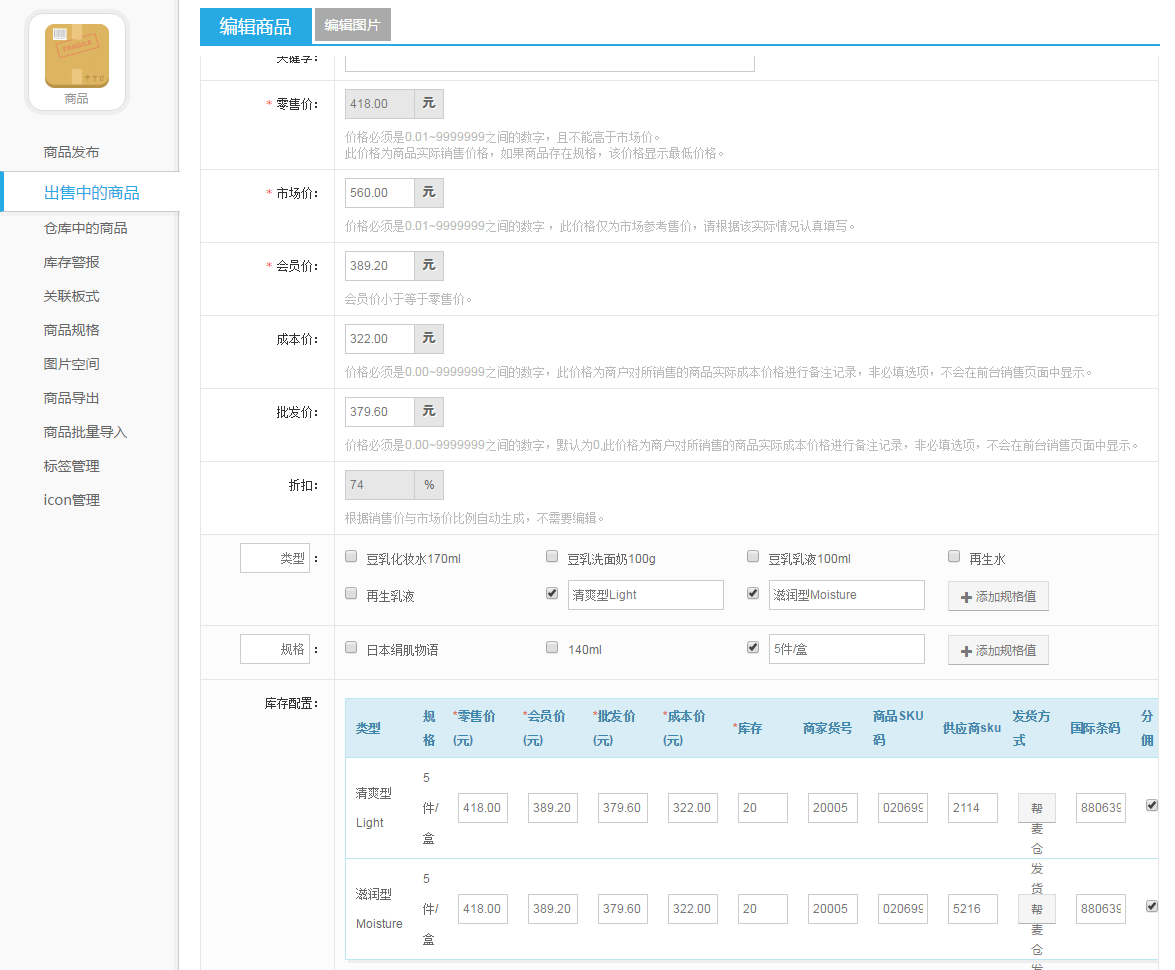 FRAGILE
商品
商品发布
出售中的商品
仓库中的商品
库存警报
关联板式
商品规格
图片空间
商品导出
商品批量导入
标签管理
icon管理
编辑商品 编辑图片
关键字：
* 零售价： 418.00 元
价格必须是0.01~9999999之间的数字，且不能高于市场价。
此价格为商品实际销售价格，如果商品存在规格，该价格显示最低价格。
* 市场价： 560.00 元
价格必须是0.01~9999999之间的数字 ，此价格仅为市场参考售价，请根据该实际情况认真填写。
* 会员价： 389.20 元
会员价小于等于零售价。
成本价： 322.00 元
价格必须是0.00~9999999之间的数字，此价格为商户对所销售的商品实际成本价格进行备注记录，非必填选项，不会在前台销售页面中显示。
批发价： 379.60 元
价格必须是0.00~9999999之间的数字，默认为0,此价格为商户对所销售的商品实际成本价格进行备注记录，非必填选项，不会在前台销售页面中显示。
折扣： 74 %
根据销售价与市场价比例自动生成，不需要编辑。
类型 ： 豆乳化妆水170ml 豆乳洗面奶100g 豆乳乳液100ml 再生水
再生乳液 清爽型Light 滋润型Moisture 添加规格值
规格 ： 日本绢肌物语 140ml 5件/盒 添加规格值
库存配置：
类型 规格 *零售价(元) *会员价(元) *批发价(元) *成本价(元) *库存 商家货号 商品SKU码 供应商sku 发货方式 国际条码 分佣
清爽型Light 5件/盒 418.00 389.20 379.60 322.00 20 20005 020699 2114 帮麦仓发货 880639
滋润型Moisture 5件/盒 418.00 389.20 379.60 322.00 20 20005 020699 5216 帮麦仓发 880639